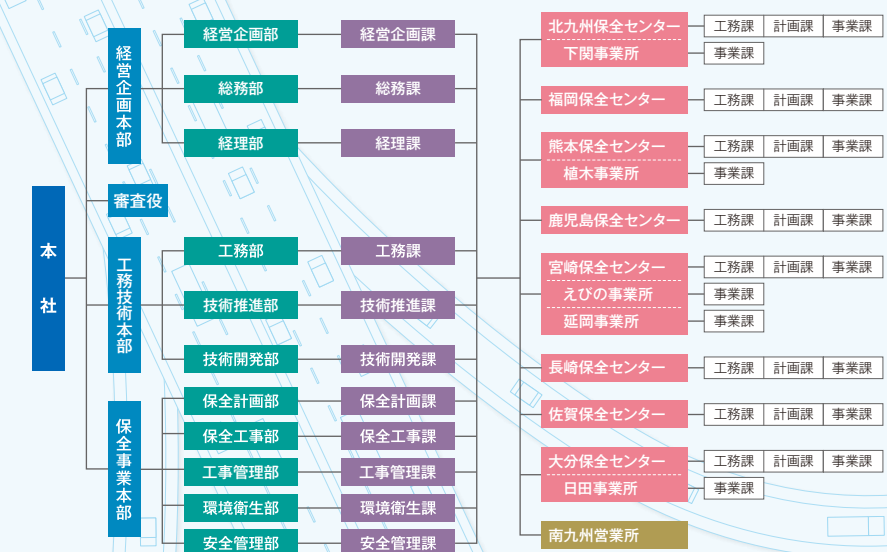 本社
経営企画本部
経営企画部 経営企画課
総務部 総務課
経理部 経理課
審査役
工務技術本部
工務部 工務課
技術推進部 技術推進課
技術開発部 技術開発課
保全事業本部
保全計画部 保全計画課
保全工事部 保全工事課
工事管理部 工事管理課
環境衛生部 環境衛生課
安全管理部 安全管理課
北九州保全センター 工務課 計画課 事業課
下関事業所 事業課
福岡保全センター 工務課 計画課 事業課
熊本保全センター 工務課 計画課 事業課
植木事業所 事業課
鹿児島保全センター 工務課 計画課 事業課
宮崎保全センター 工務課 計画課 事業課
えびの事業所 事業課
延岡事業所 事業課
長崎保全センター 工務課 計画課 事業課
佐賀保全センター 工務課 計画課 事業課
大分保全センター 工務課 計画課 事業課
日田事業所 事業課
南九州営業所